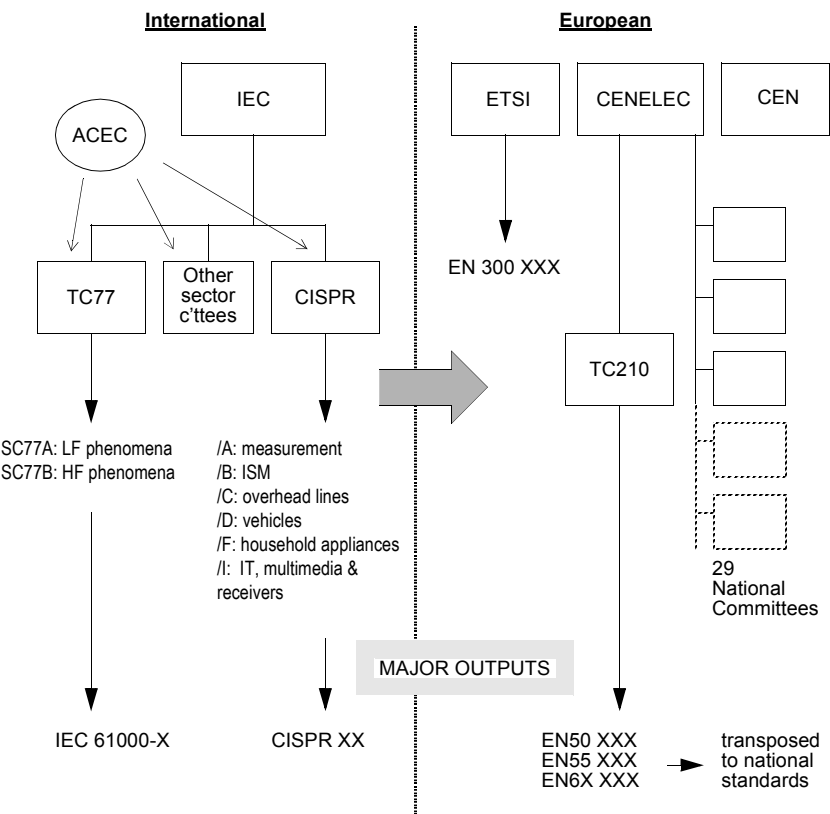 International
European
IEC
ETSI
CENELEC
CEN
ACEC
EN 300 XXX
TC77
Other
sector
c'ttees
CISPR
TC210
SC77A: LF phenomena
SC77B: HF phenomena
/A: measurement
/B: ISM
/C: overhead lines
/D: vehicles
/F: household appliances
/I: IT, multimedia &
receivers
29
National
Committees
MAJOR OUTPUTS
IEC 61000-X
CISPR XX
EN50 XXX
EN55 XXX
EN6X XXX
transposed
to national
standards